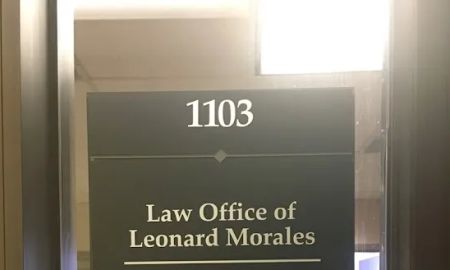 1103
Law Office of
Leonard Morales